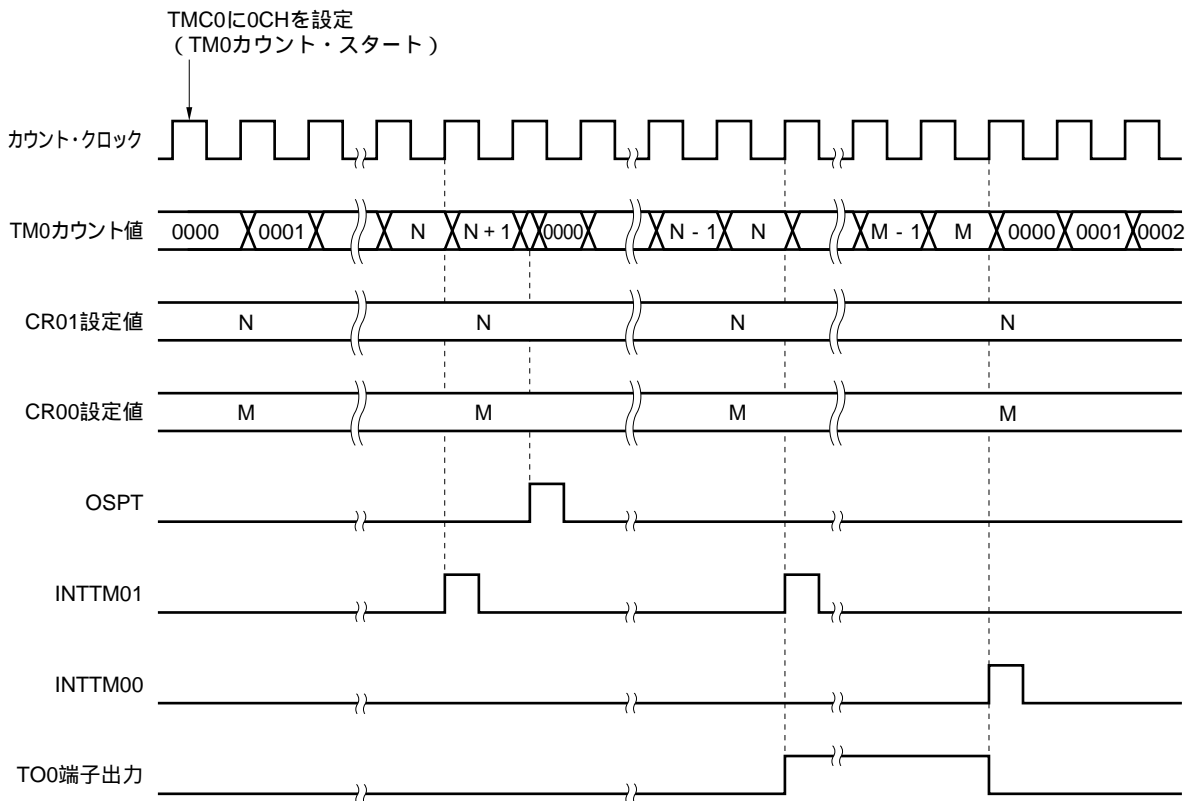 TMC0に0CHを設定
（TM0カウント・スタート）
カウント・クロック
TM0カウント値 0000 0001 N N + 1 0000 N - 1 N M - 1 M 0000 0001 0002
CR01設定値 N N N N
CR00設定値 M M M M
OSPT
INTTM01
INTTM00
TO0端子出力